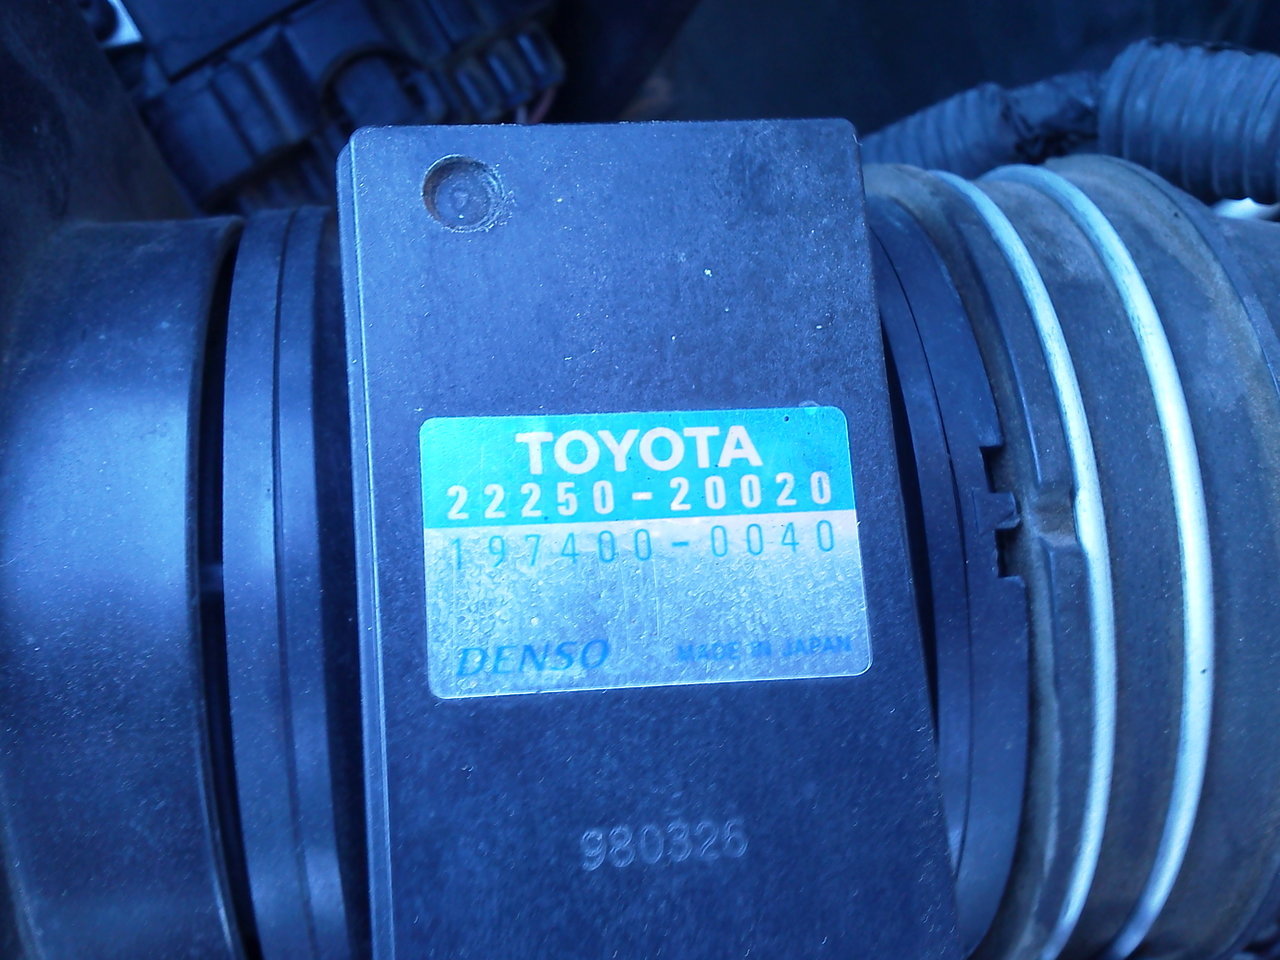 TOYOTA
22250-20020
197400-0040
DENSO MADE IN JAPAN
980326